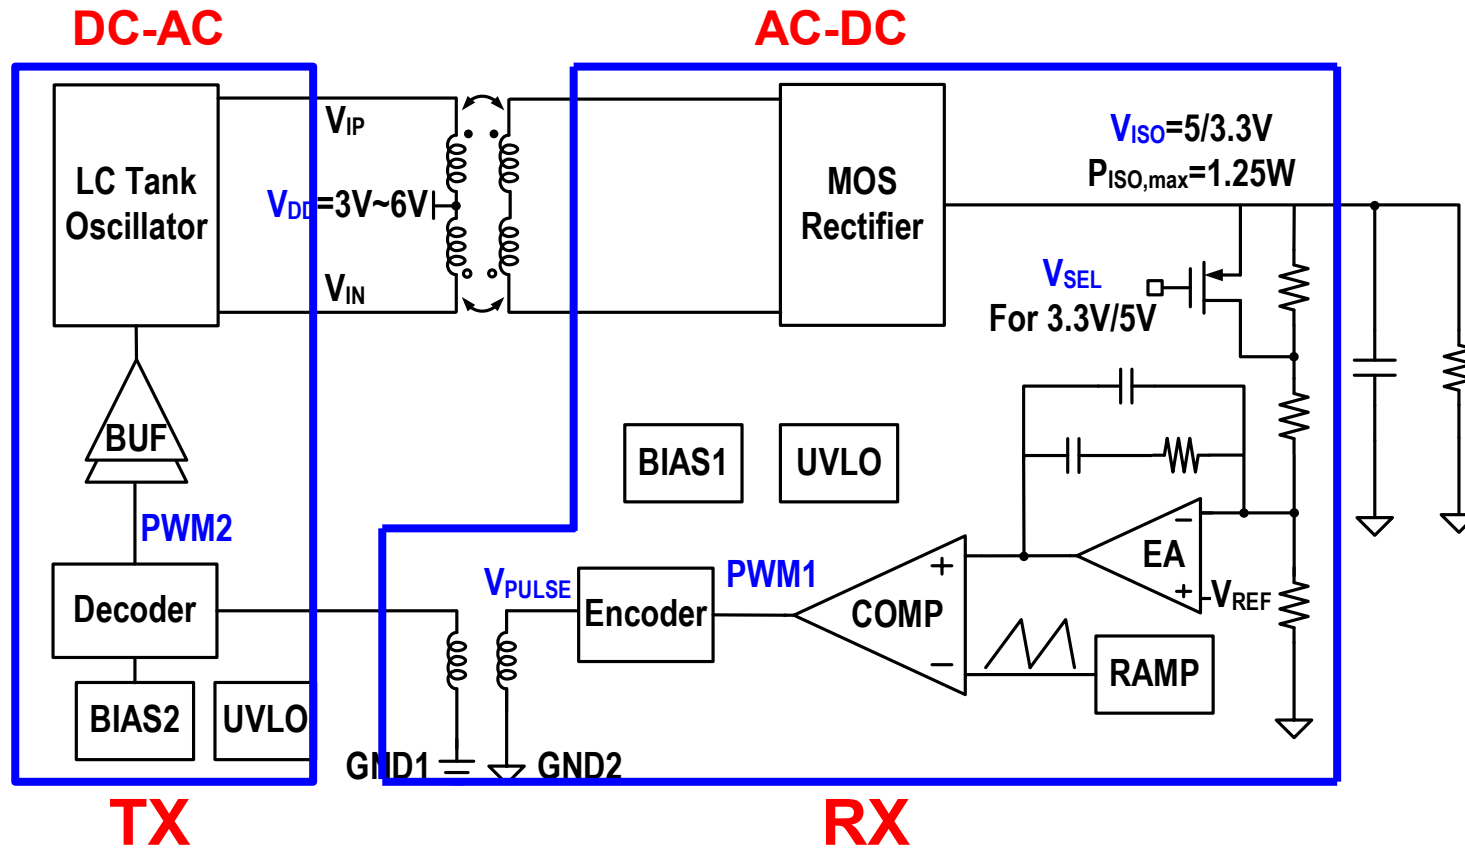 DC-AC
AC-DC
VIP
VISO=5/3.3V
PISO,max=1.25W
LC Tank
Oscillator
VDD=3V~6V
MOS
Rectifier
VIN
VSEL
For 3.3V/5V
BUF
BIAS1
UVLO
PWM2
EA
−
+
VREF
Decoder
VPULSE
Encoder
PWM1
COMP
+
−
RAMP
BIAS2
UVLO
GND1
GND2
TX
RX